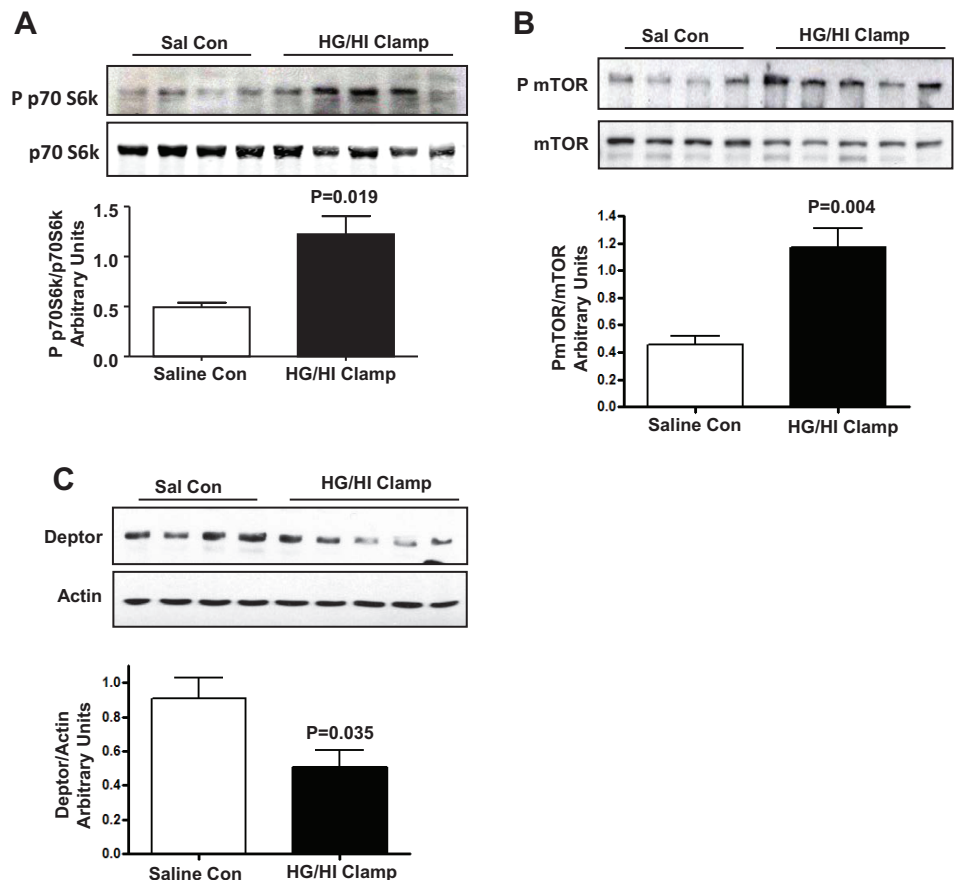 A
Sal Con
HG/HI Clamp
P p70 S6k
p70 S6k
P=0.019
P p70S6k/p70S6k
Arbitrary Units
1.5
1.0
0.5
0.0
Saline Con
HG/HI Clamp
B
Sal Con
HG/HI Clamp
P mTOR
mTOR
P=0.004
PmTOR/mTOR
Arbitrary Units
1.4
1.2
1.0
0.8
0.6
0.4
0.2
0.0
Saline Con
HG/HI Clamp
C
Sal Con
HG/HI Clamp
Deptor
Actin
P=0.035
Deptor/Actin
Arbitrary Units
1.0
0.8
0.6
0.4
0.2
0.0
Saline Con
HG/HI Clamp